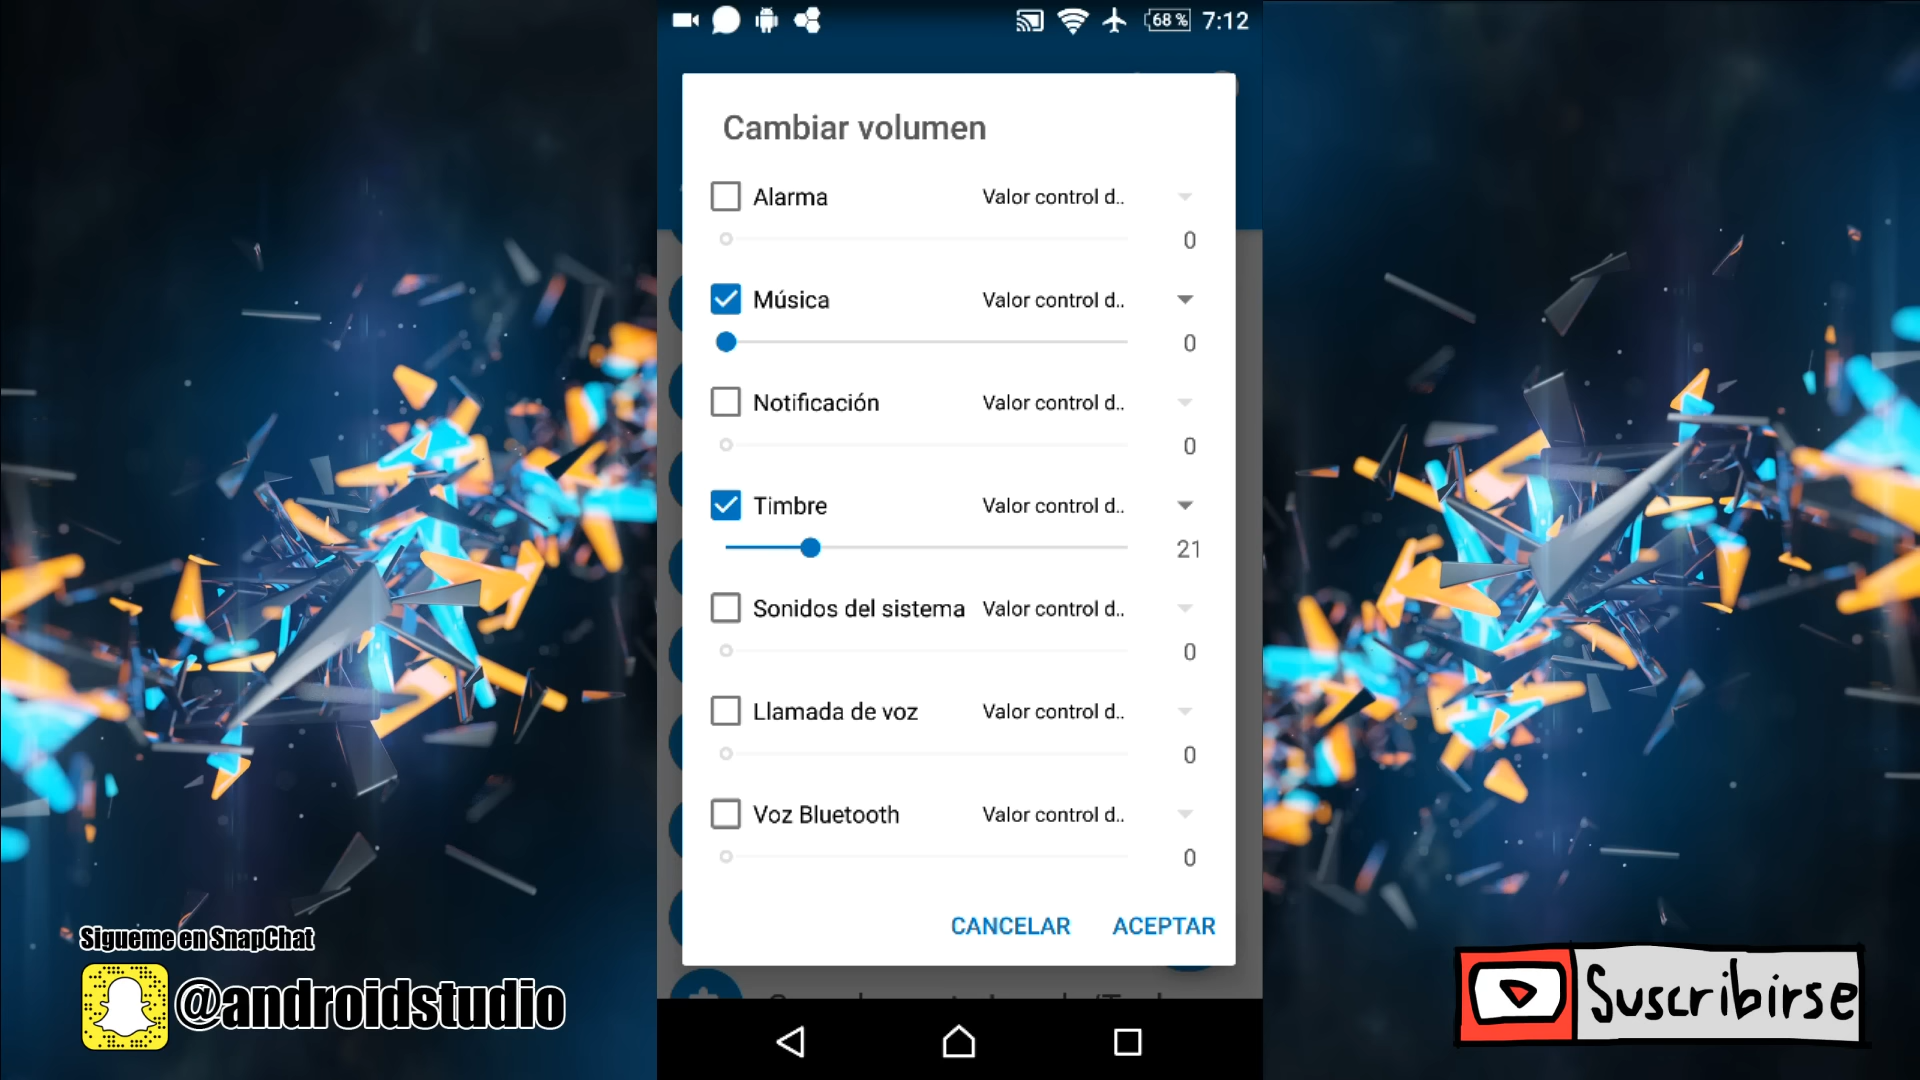 68 % 7:12
Cambiar volumen
Alarma Valor control d..
0
Música Valor control d..
0
Notificación Valor control d..
0
Timbre Valor control d..
21
Sonidos del sistema Valor control d..
0
Llamada de voz Valor control d..
0
Voz Bluetooth Valor control d..
0
CANCELAR ACEPTAR
Sigueme en SnapChat
@androidstudio
Suscribirse